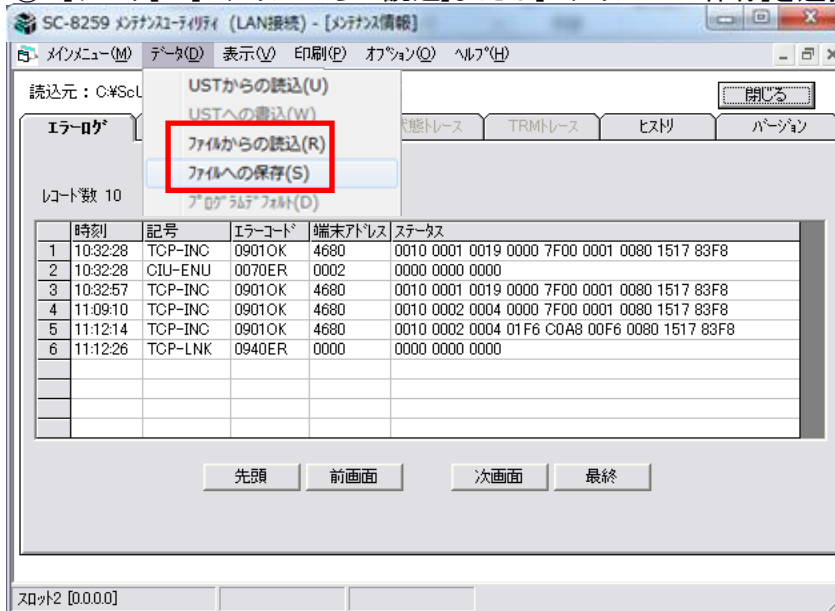 SC-8259 ﾒﾝﾃﾅﾝｽﾕｰﾃｨﾘﾃｨ (LAN接続) - [ﾒﾝﾃﾅﾝｽ情報]
ﾒｲﾝﾒﾆｭｰ(M) ﾃﾞｰﾀ(D) 表示(V) 印刷(P) ｵﾌﾟｼｮﾝ(O) ﾍﾙﾌﾟ(H)
読込元：C:¥ScU
閉じる
USTからの読込(U)
USTへの書込(W)
ﾌｧｲﾙからの読込(R)
ﾌｧｲﾙへの保存(S)
ﾌﾟﾛｸﾞﾗﾑﾃﾞﾌｫﾙﾄ(D)
ｴﾗｰﾛｸﾞ 状態ﾄﾚｰｽ TRMﾄﾚｰｽ ﾋｽﾄﾘ ﾊﾞｰｼﾞｮﾝ
ﾚｺｰﾄﾞ数 10
時刻 記号 ｴﾗｰｺｰﾄﾞ 端末ｱﾄﾞﾚｽ ｽﾃｰﾀｽ
1 10:32:28 TCP-INC 0901OK 4680 0010 0001 0019 0000 7F00 0001 0080 1517 83F8
2 10:32:28 CIU-ENU 0070ER 0002 0000 0000 0000
3 10:32:57 TCP-INC 0901OK 4680 0010 0001 0019 0000 7F00 0001 0080 1517 83F8
4 11:09:10 TCP-INC 0901OK 4680 0010 0002 0004 0000 7F00 0001 0080 1517 83F8
5 11:12:14 TCP-INC 0901OK 4680 0010 0002 0004 01F6 C0A8 00F6 0080 1517 83F8
6 11:12:26 TCP-LNK 0940ER 0000 0000 0000 0000
先頭 前画面 次画面 最終
ｽﾛｯﾄ2 [0.0.0.0]